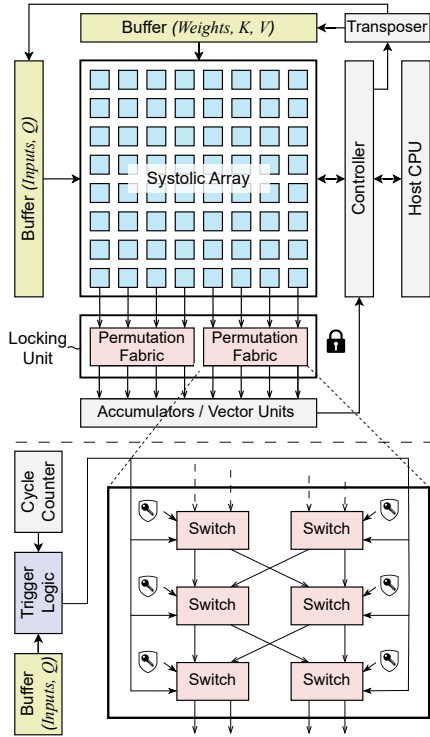 Buffer (Weights, K, V)
Transposer
Buffer (Inputs, Q)
Systolic Array
Controller
Host CPU
Locking
Unit
Permutation
Fabric
Permutation
Fabric
Accumulators / Vector Units
Cycle
Counter
Trigger
Logic
Buffer
(Inputs, Q)
Switch
Switch
Switch
Switch
Switch
Switch